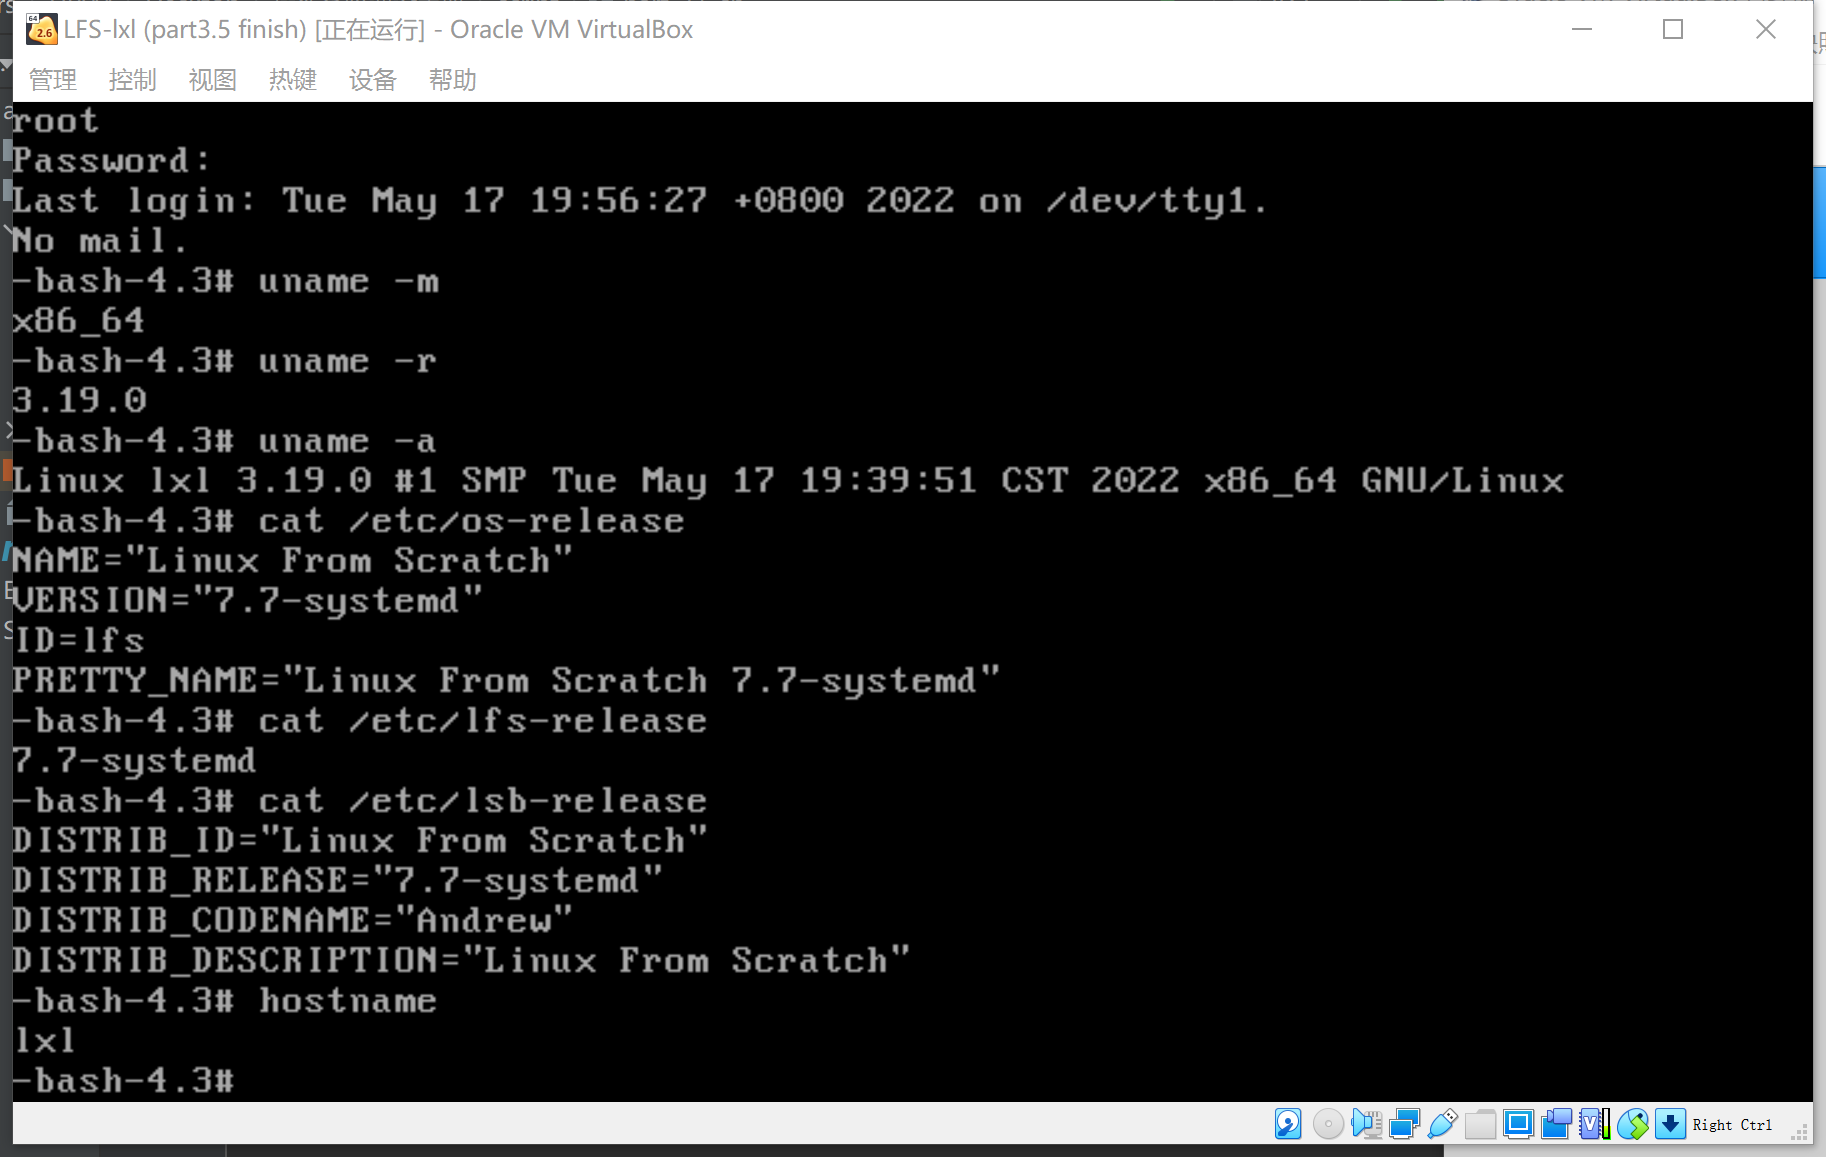 LFS-lxl (part3.5 finish) [正在运行] - Oracle VM VirtualBox
管理 控制 视图 热键 设备 帮助
root
Password:
Last login: Tue May 17 19:56:27 +0800 2022 on /dev/tty1.
No mail.
-bash-4.3# uname -m
x86_64
-bash-4.3# uname -r
3.19.0
-bash-4.3# uname -a
Linux lxl 3.19.0 #1 SMP Tue May 17 19:39:51 CST 2022 x86_64 GNU/Linux
-bash-4.3# cat /etc/os-release
NAME="Linux From Scratch"
VERSION="7.7-systemd"
ID=lfs
PRETTY_NAME="Linux From Scratch 7.7-systemd"
-bash-4.3# cat /etc/lfs-release
7.7-systemd
-bash-4.3# cat /etc/lsb-release
DISTRIB_ID="Linux From Scratch"
DISTRIB_RELEASE="7.7-systemd"
DISTRIB_CODENAME="Andrew"
DISTRIB_DESCRIPTION="Linux From Scratch"
-bash-4.3# hostname
lxl
-bash-4.3#
Right Ctrl